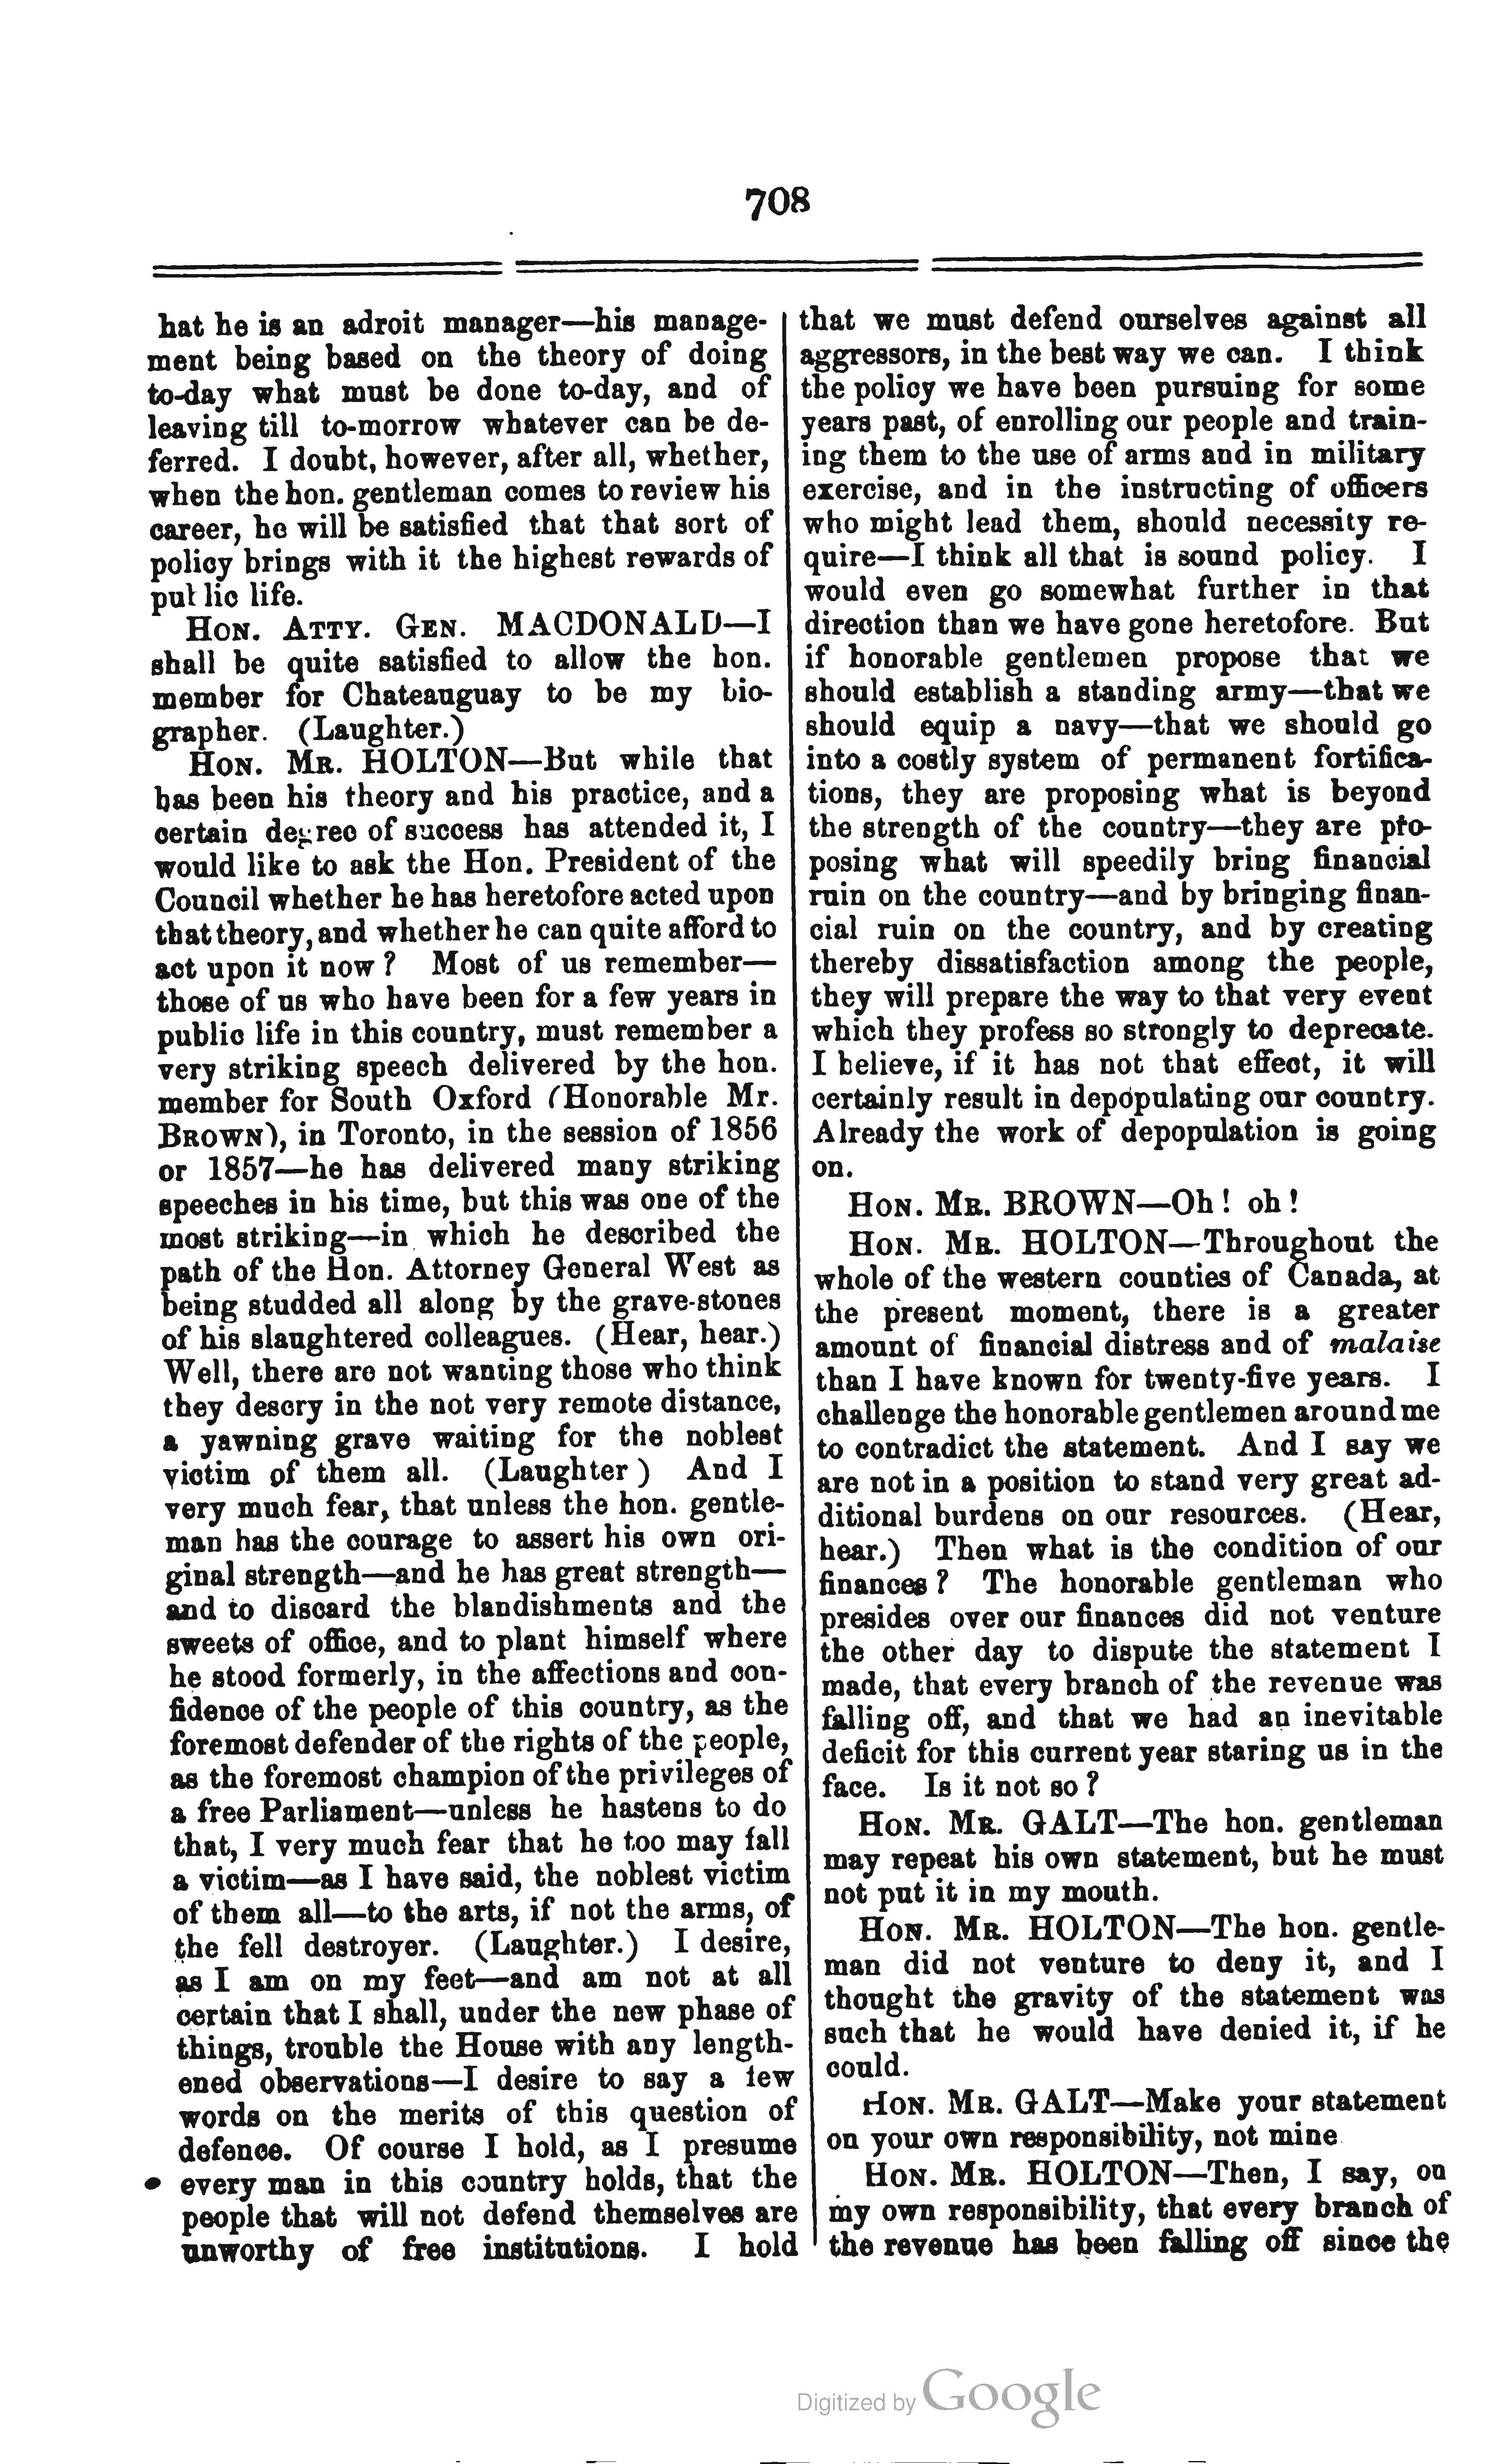 708
hat he is an adroit manager—his manage-
ment being based on the theory of doing
to-day what must be done to-day, and of
leaving till to-morrow whatever can be de-
ferred. I doubt, however, after all, whether,
when the hon. gentleman comes to review his
career, he will be satisfied that that sort of
policy brings with it the highest rewards of
public life.
HON. ATTY. GEN. MACDONALD—I
shall be quite satisfied to allow the hon.
member for Chateauguay to be my bio-
grapher. (Laughter.)
HON. MR. HOLTON—But while that
has been his theory and his practice, and a
certain degree of success has attended it, I
would like to ask the Hon. President of the
Council whether he has heretofore acted upon
that theory, and whether he can quite afford to
act upon it now? Most of us remember—
those of us who have been for a few years in
public life in this country, must remember a
very striking speech delivered by the hon.
member for South Oxford (Honorable Mr.
BROWN), in Toronto, in the session of 1856
or 1857—he has delivered many striking
speeches in his time, but this was one of the
most striking—in which he described the
path of the Hon. Attorney General West as
being studded all along by the grave-stones
of his slaughtered colleagues. (Hear, hear.)
Well, there are not wanting those who think
they descry in the not very remote distance,
a yawning grave waiting for the noblest
victim of them all. (Laughter ) And I
very much fear, that unless the hon. gentle-
man has the courage to assert his own ori-
ginal strength—and he has great strength—
and to discard the blandishments and the
sweets of office, and to plant himself where
he stood formerly, in the affections and con-
fidence of the people of this country, as the
foremost defender of the rights of the people,
as the foremost champion of the privileges of
a free Parliament—unless he hastens to do
that, I very much fear that he too may fall
a victim—as I have said, the noblest victim
of them all—to the arts, if not the arms, of
the fell destroyer. (Laughter.) I desire,
as I am on my feet—and am not at all
certain that I shall, under the new phase of
things, trouble the House with any length-
ened observations—I desire to say a few
words on the merits of this question of
defence. Of course I hold, as I presume
every man in this country holds, that the
people that will not defend themselves are
unworthy of free institutions. I hold
that we must defend ourselves against all
aggressors, in the best way we can. I think
the policy we have been pursuing for some
years past, of enrolling our people and train-
ing them to the use of arms and in military
exercise, and in the instructing of officers
who might lead them, should necessity re-
quire—I think all that is sound policy. I
would even go somewhat further in that
direction than we have gone heretofore. But
if honorable gentlemen propose that we
should establish a standing army—that we
should equip a navy—that we should go
into a costly system of permanent fortifica-
tions, they are proposing what is beyond
the strength of the country—they are pro-
posing what will speedily bring financial
ruin on the country—and by bringing finan-
cial ruin on the country, and by creating
thereby dissatisfaction among the people,
they will prepare the way to that very event
which they profess so strongly to deprecate.
I believe, if it has not that effect, it will
certainly result in depopulating our country.
Already the work of depopulation is going
on.
HON. MR. BROWN—Oh! oh!
HON. MR. HOLTON—Throughout the
whole of the western counties of Canada, at
the present moment, there is a greater
amount of financial distress and of malaise
than I have known for twenty-five years. I
challenge the honorable gentlemen around me
to contradict the statement. And I say we
are not in a position to stand very great ad-
ditional burdens on our resources. (Hear,
hear.) Then what is the condition of our
finances? The honorable gentleman who
presides over our finances did not venture
the other day to dispute the statement I
made, that every branch of the revenue was
falling off, and that we had an inevitable
deficit for this current year staring us in the
face. Is it not so?
HON. MR. GALT—The hon. gentleman
may repeat his own statement, but he must
not put it in my mouth.
HON. MR. HOLTON—The hon. gentle-
man did not venture to deny it, and I
thought the gravity of the statement was
such that he would have denied it, if he
could.
HON. MR. GALT—Make your statement
on your own responsibility, not mine.
HON. MR. HOLTON—Then, I say, on
my own responsibility, that every branch of
the revenue has been falling off since the
Digitized by Google